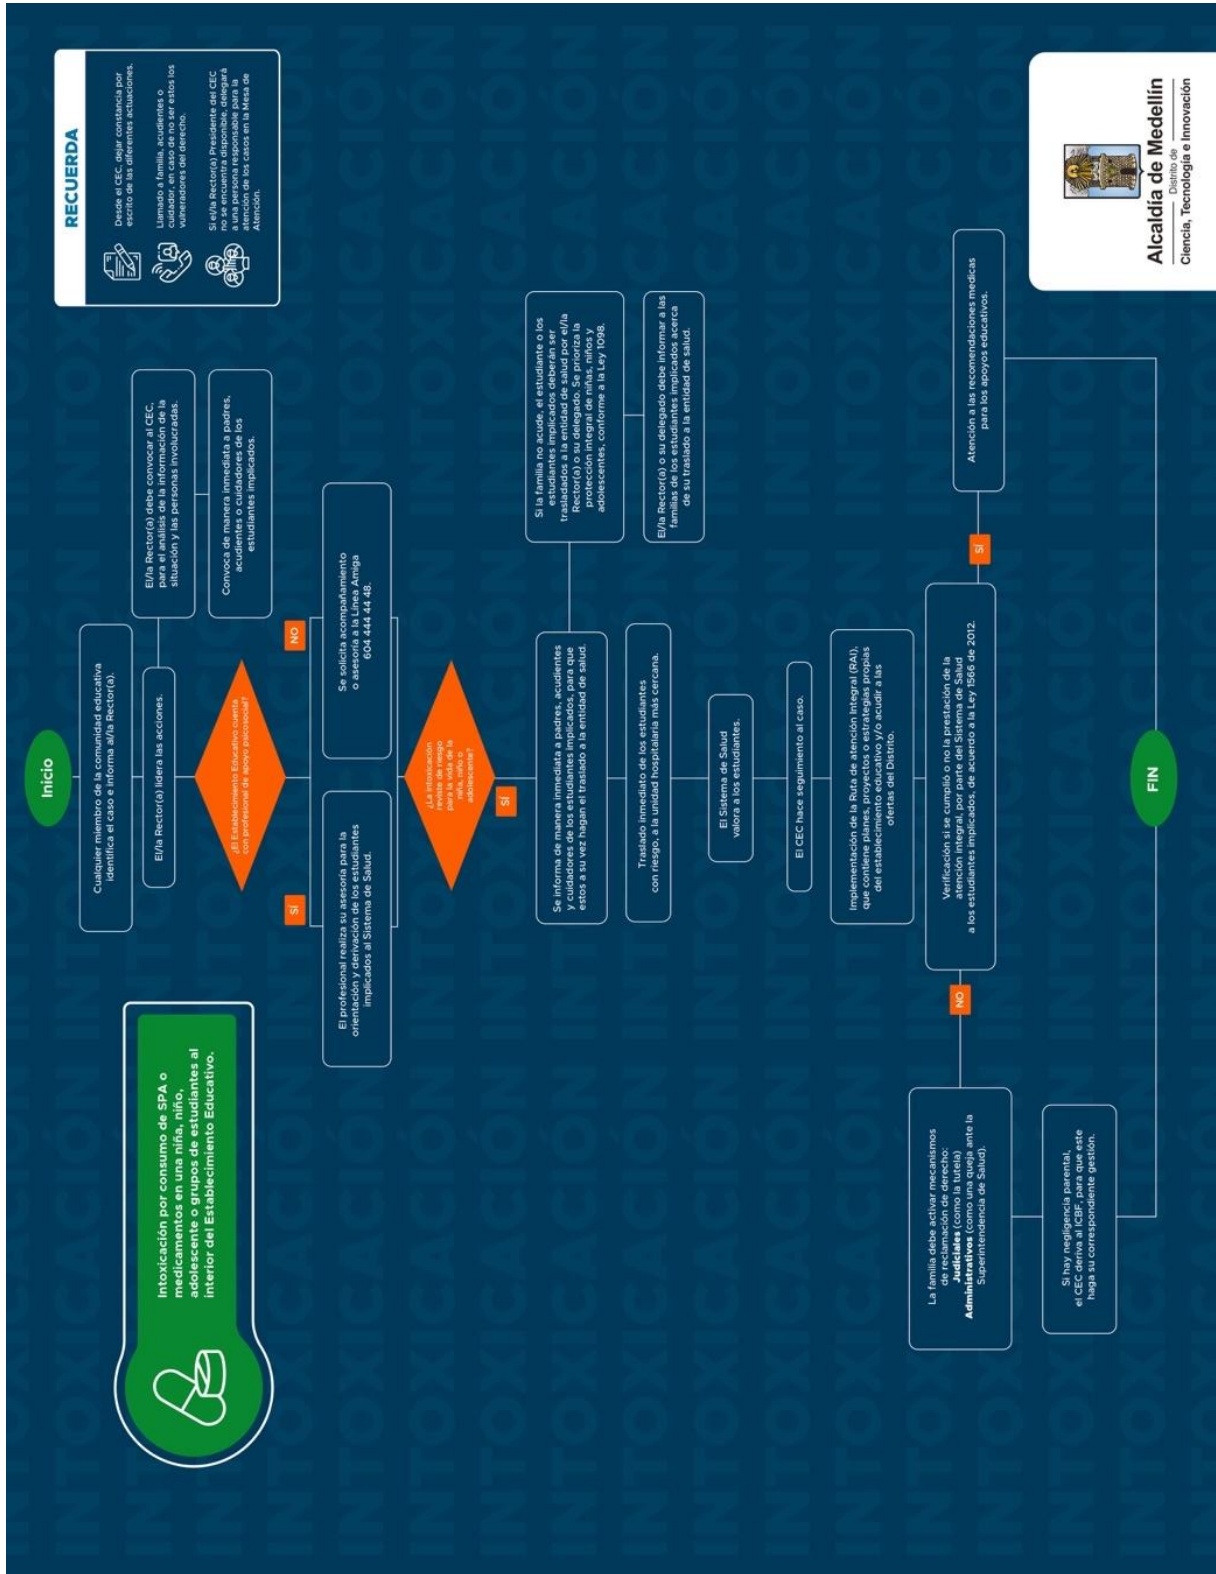 Intoxicación por consumo de SPA o
medicamentos en una niña, niño,
adolescente o grupos de estudiantes al
interior del Establecimiento Educativo.
Inicio
Cualquier miembro de la comunidad educativa
identifica el caso e informa al/la Rector(a).
El/la Rector(a) lidera las acciones.
El/la Rector(a) debe convocar al CEC,
para el análisis de la información de la
situación y las personas involucradas.
Convoca de manera inmediata a padres,
acudientes o cuidadores de los
estudiantes implicados.
RECUERDA
Desde el CEC, dejar constancia por
escrito de las diferentes actuaciones.
Llamado a familia, acudientes o
cuidador, en caso de no ser estos los
vulneradores del derecho.
Si el/la Rector(a) Presidente del CEC
no se encuentra disponible, delegará
a una persona responsable para la
atención de los casos en la Mesa de
Atención.
¿El Establecimiento Educativo cuenta
con profesional de apoyo psicosocial?
SÍ
NO
El profesional realiza su asesoría para la
orientación y derivación de los estudiantes
implicados al Sistema de Salud.
Se solicita acompañamiento
o asesoría a la Línea Amiga
604 444 44 48.
¿La intoxicación
reviste de riesgo
para la vida de la
niña, niño o
adolescente?
SÍ
Se informa de manera inmediata a padres, acudientes
y cuidadores de los estudiantes implicados, para que
estos a su vez hagan el traslado a la entidad de salud.
Si la familia no acude, el estudiante o los
estudiantes implicados deberán ser
trasladados a la entidad de salud por el/la
Rector(a) o su delegado. Se prioriza la
protección integral de niñas, niños y
adolescentes, conforme a la Ley 1098.
El/la Rector(a) o su delegado debe informar a las
familias de los estudiantes implicados acerca
de su traslado a la entidad de salud.
Traslado inmediato de los estudiantes
con riesgo, a la unidad hospitalaria más cercana.
El Sistema de Salud
valora a los estudiantes.
El CEC hace seguimiento al caso.
Implementación de la Ruta de atención Integral (RAI),
que contiene planes, proyectos o estrategias propias
del establecimiento educativo y/o acudir a las
ofertas del Distrito.
Verificación si se cumplió o no la prestación de la
atención integral, por parte del Sistema de Salud
a los estudiantes implicados, de acuerdo a la Ley 1566 de 2012.
NO
SÍ
La familia debe activar mecanismos
de reclamación de derecho:
Judiciales (como la tutela)
Administrativos (como una queja ante la
Superintendencia de Salud).
Si hay negligencia parental,
el CEC deriva al ICBF, para que este
haga su correspondiente gestión.
Atención a las recomendaciones medicas
para los apoyos educativos.
FIN
Alcaldía de Medellín
Distrito de
Ciencia, Tecnología e Innovación